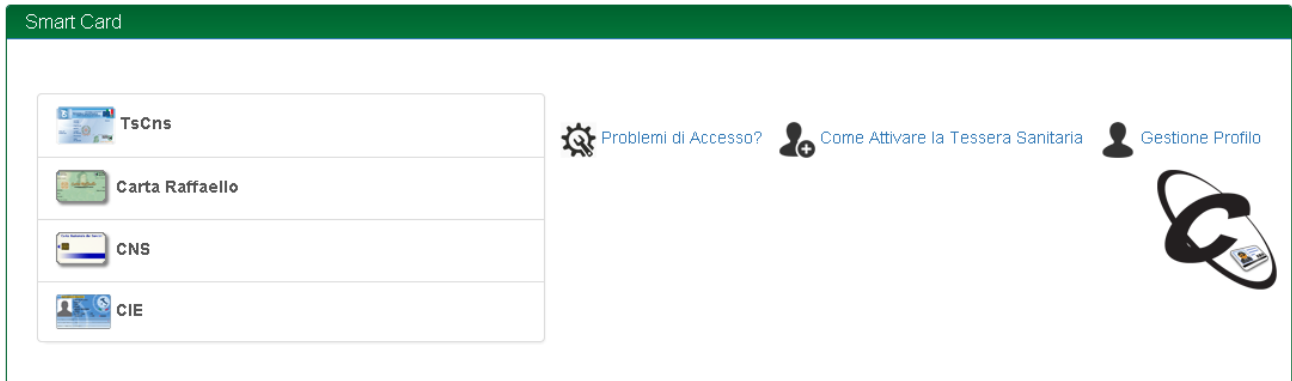 Smart Card
TsCns
Carta Raffaello
CNS
CIE
Problemi di Accesso? Come Attivare la Tessera Sanitaria Gestione Profilo
C